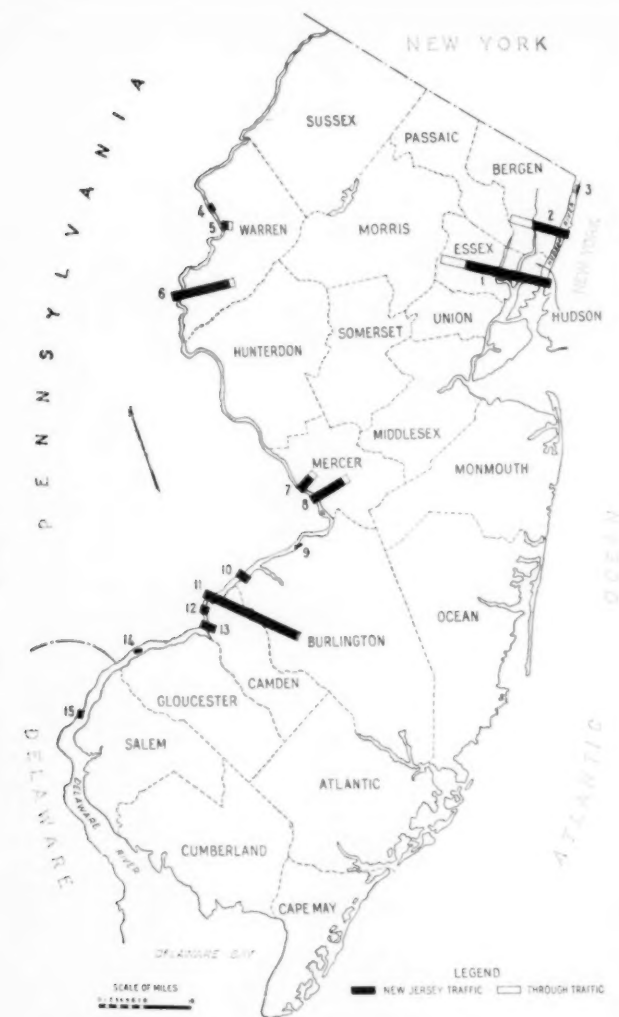 NEW YORK
PENNSYLVANIA
SUSSEX
PASSAIC
BERGEN
3
4
5
WARREN
MORRIS
2
RIVER
NEW YORK
ESSEX
1
6
HUNTERDON
SOMERSET
UNION
HUDSON
MIDDLESEX
MERCER
MONMOUTH
7
8
9
10
11
12
13
BURLINGTON
OCEAN
ATLANTIC OCEAN
14
CAMDEN
GLOUCESTER
15
SALEM
DELAWARE
DELAWARE RIVER
ATLANTIC
CUMBERLAND
CAPE MAY
DELAWARE BAY
SCALE OF MILES
LEGEND
NEW JERSEY TRAFFIC
THROUGH TRAFFIC